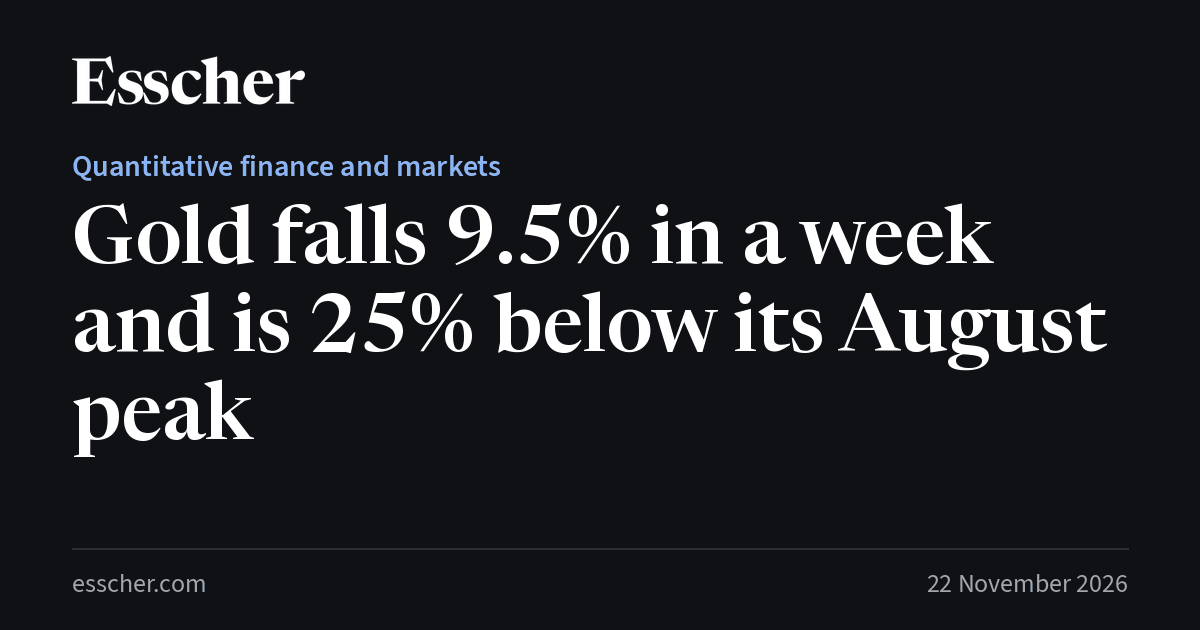 Esscher
Quantitative finance and markets
Gold falls 9.5% in a week
and is 25% below its August
peak
esscher.com
22 November 2026